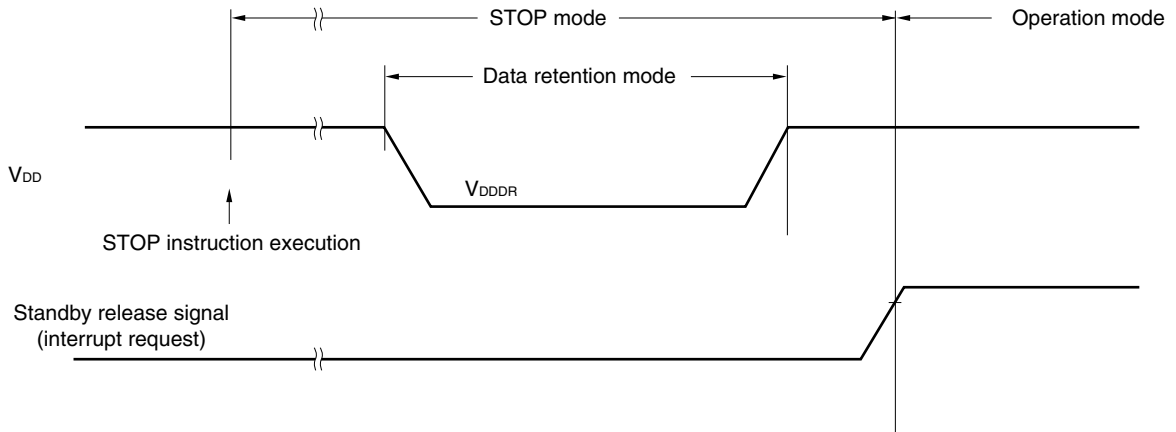 STOP mode
Operation mode
Data retention mode
VDD
VDDDR
STOP instruction execution
Standby release signal
(interrupt request)